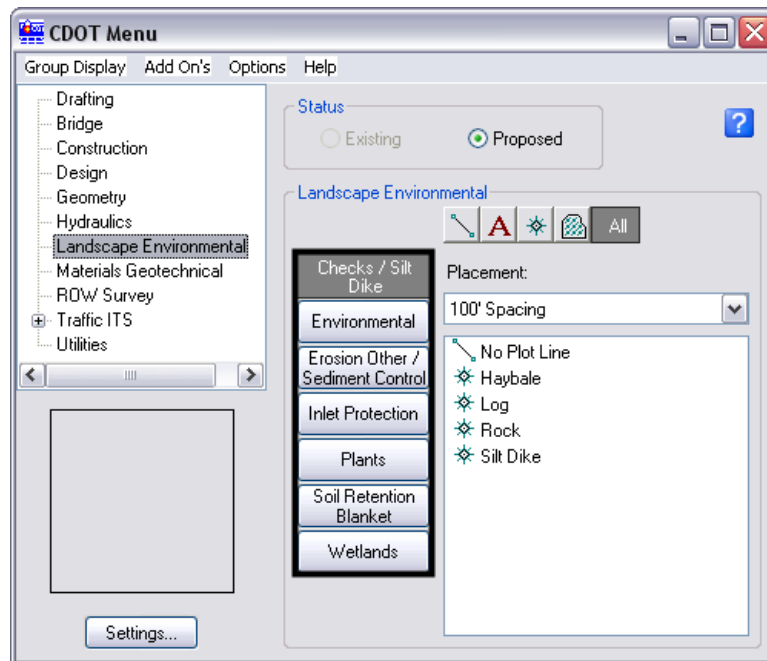 CDOT Menu
Group Display Add On's Options Help
Drafting
Bridge
Construction
Design
Geometry
Hydraulics
Landscape Environmental
Materials Geotechnical
ROW Survey
Traffic ITS
Utilities
Settings...
Status
Existing Proposed
?
Landscape Environmental
A All
Checks / Silt
Dike
Environmental
Erosion Other /
Sediment Control
Inlet Protection
Plants
Soil Retention
Blanket
Wetlands
Placement:
100' Spacing
No Plot Line
Haybale
Log
Rock
Silt Dike